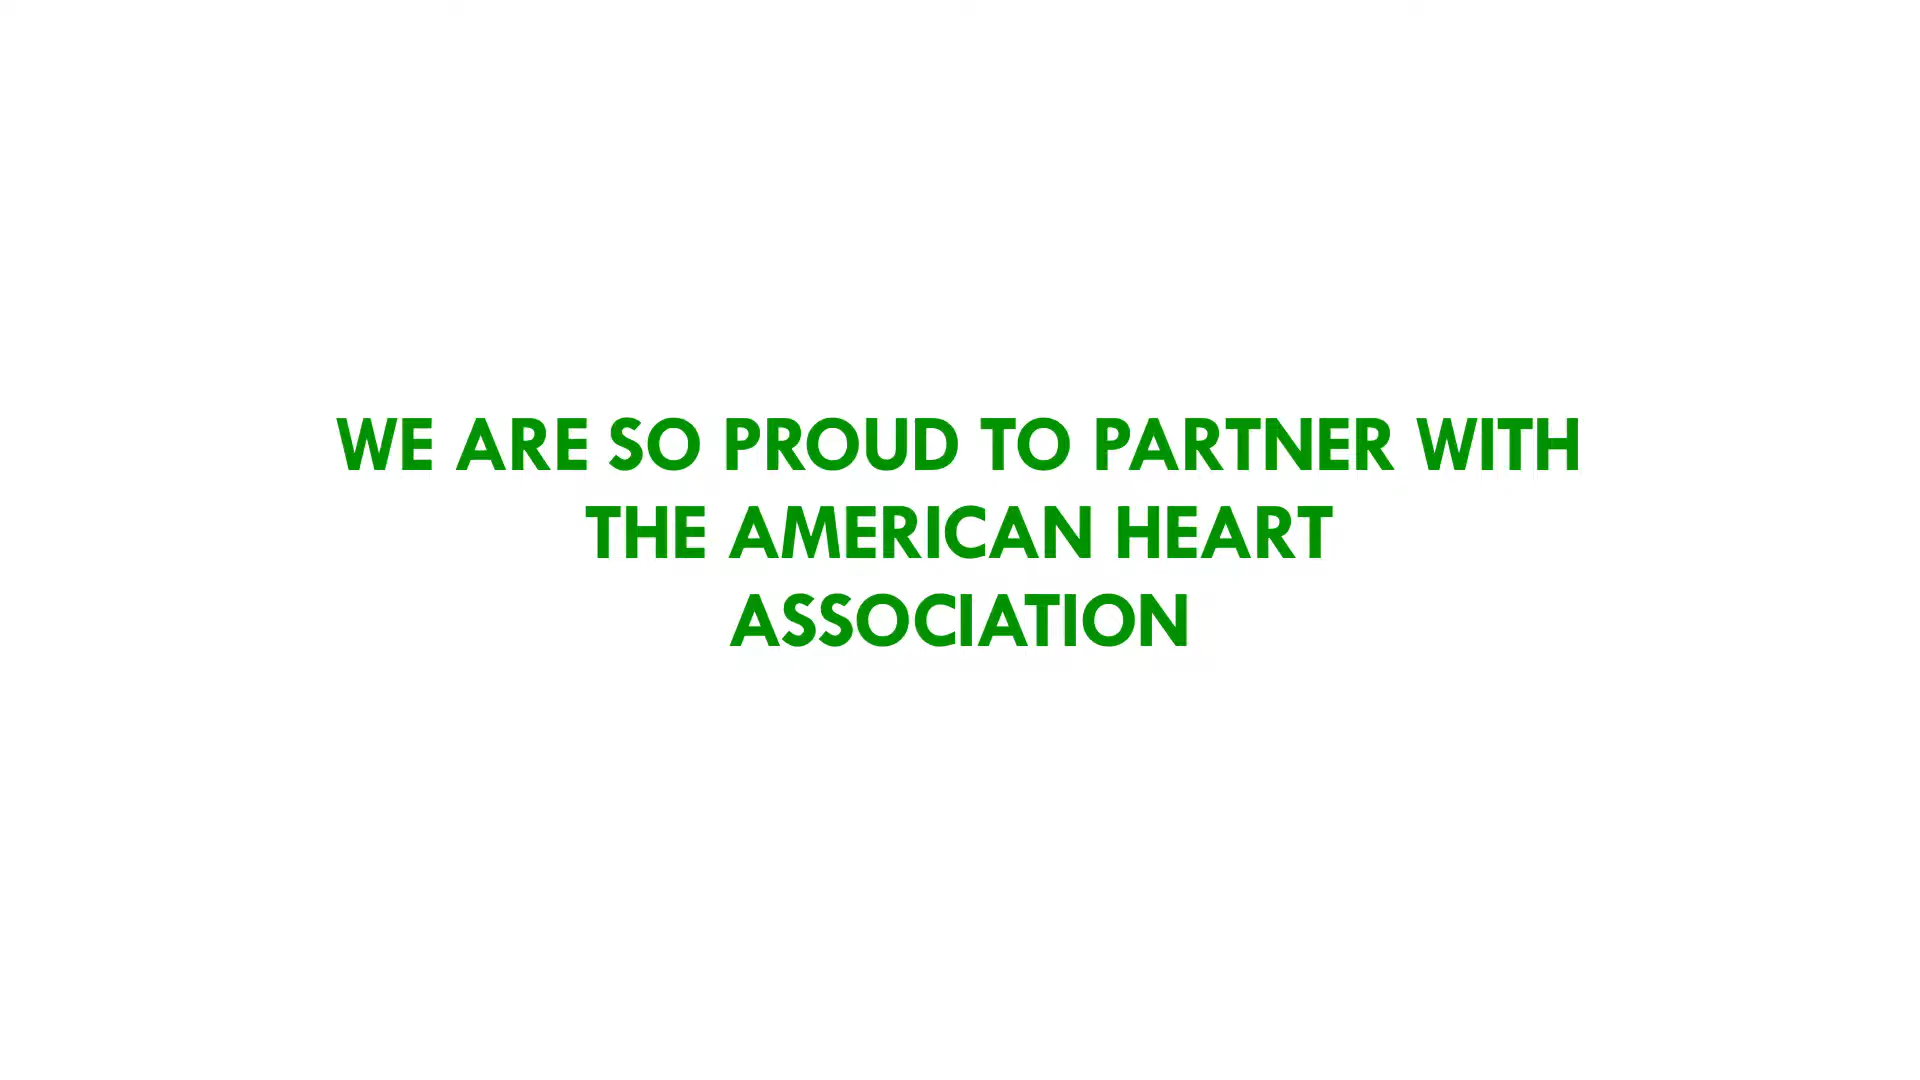 WE ARE SO PROUD TO PARTNER WITH
THE AMERICAN HEART
ASSOCIATION